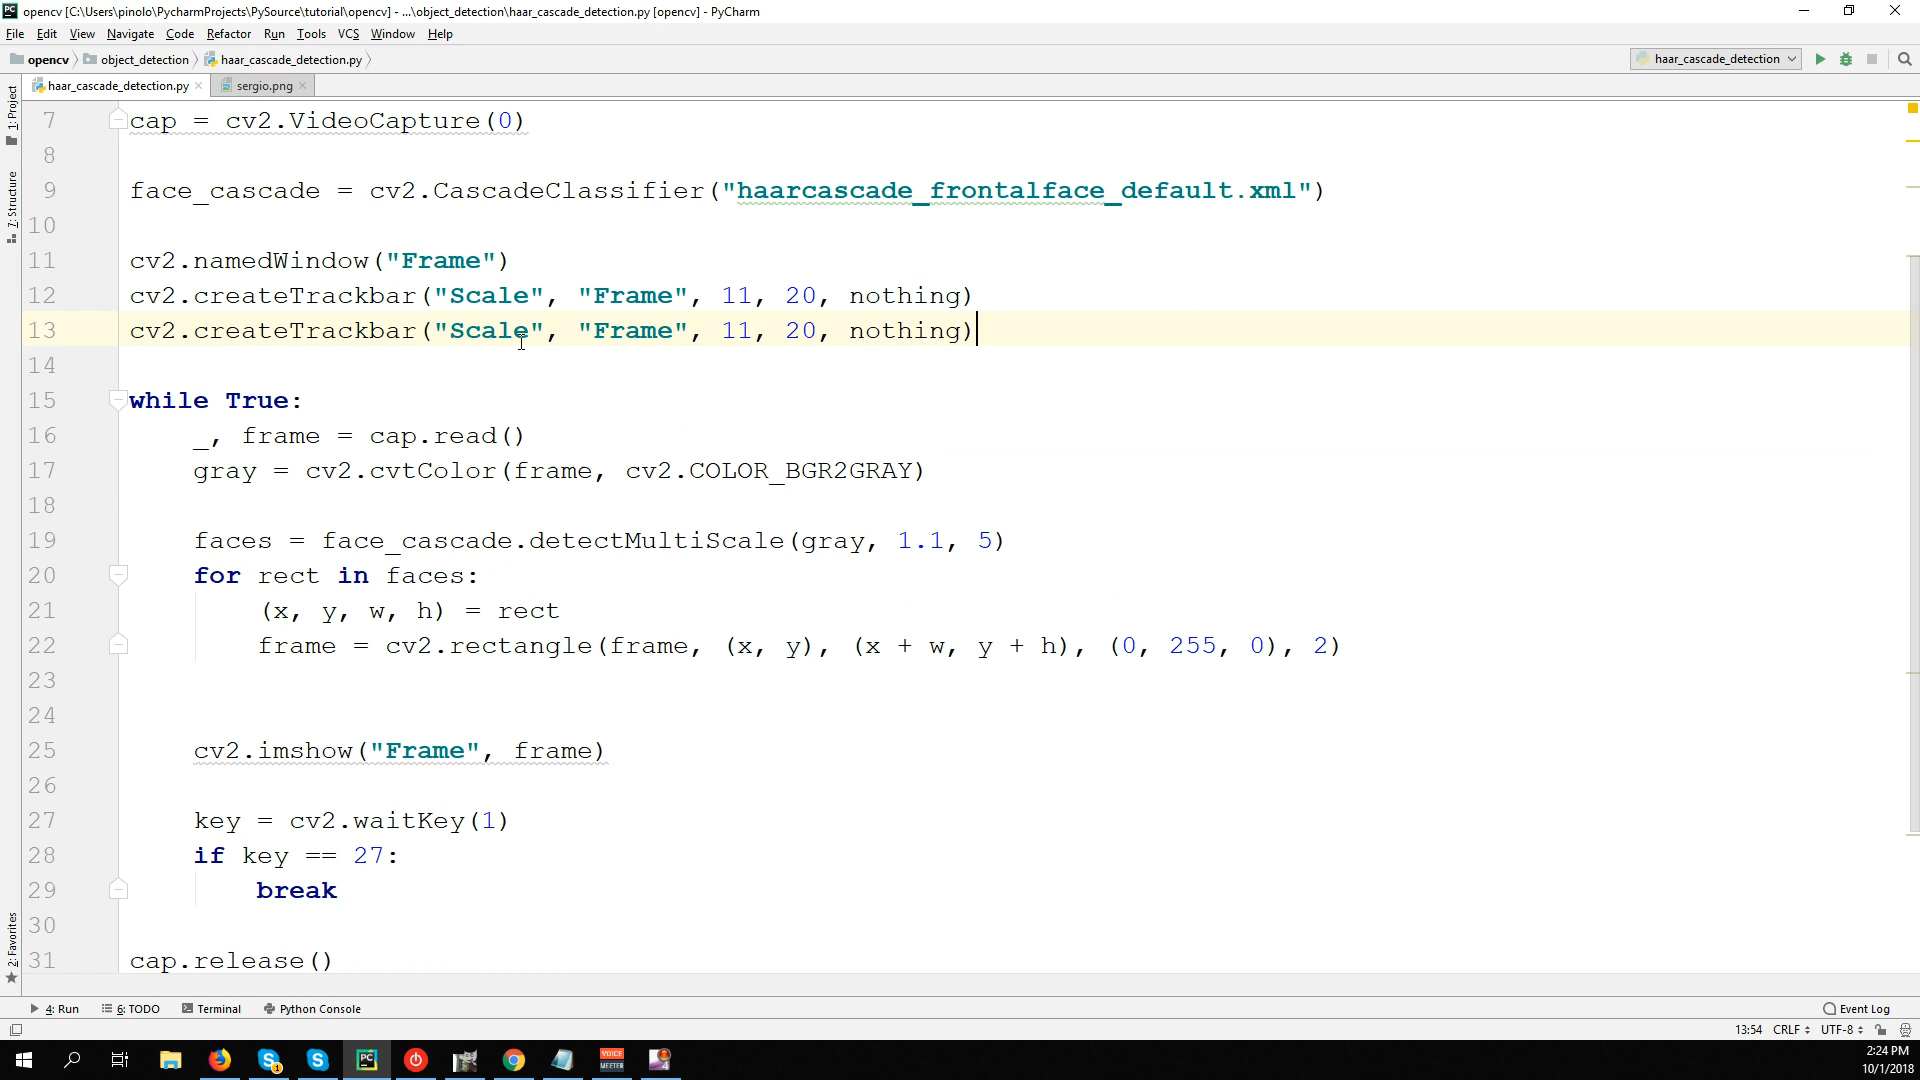 opencv [C:\Users\pinolo\PycharmProjects\PySource\tutorial\opencv] - ...\object_detection\haar_cascade_detection.py [opencv] - PyCharm
File Edit View Navigate Code Refactor Run Tools VCS Window Help
opencv object_detection haar_cascade_detection.py haar_cascade_detection
haar_cascade_detection.py sergio.png
1: Project
7: Structure
2: Favorites
7 cap = cv2.VideoCapture(0)
8
9 face_cascade = cv2.CascadeClassifier("haarcascade_frontalface_default.xml")
10
11 cv2.namedWindow("Frame")
12 cv2.createTrackbar("Scale", "Frame", 11, 20, nothing)
13 cv2.createTrackbar("Scale", "Frame", 11, 20, nothing)
14
15 while True:
16 _, frame = cap.read()
17 gray = cv2.cvtColor(frame, cv2.COLOR_BGR2GRAY)
18
19 faces = face_cascade.detectMultiScale(gray, 1.1, 5)
20 for rect in faces:
21 (x, y, w, h) = rect
22 frame = cv2.rectangle(frame, (x, y), (x + w, y + h), (0, 255, 0), 2)
23
24
25 cv2.imshow("Frame", frame)
26
27 key = cv2.waitKey(1)
28 if key == 27:
29 break
30
31 cap.release()
4: Run 6: TODO Terminal Python Console Event Log
13:54 CRLF UTF-8
PC VOICE MEETER 2:24 PM
10/1/2018